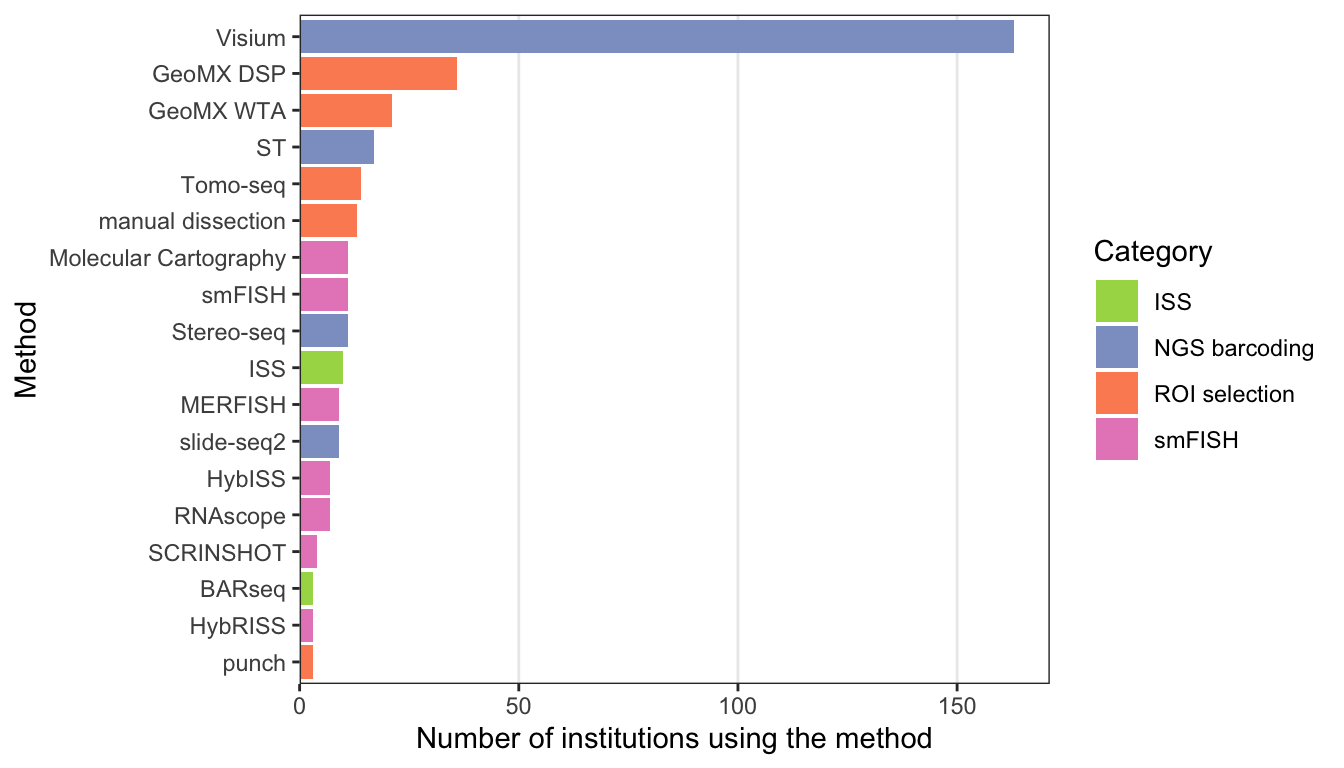 Method
Visium
GeoMX DSP
GeoMX WTA
ST
Tomo-seq
manual dissection
Molecular Cartography
smFISH
Stereo-seq
ISS
MERFISH
slide-seq2
HybISS
RNAscope
SCRINSHOT
BARseq
HybRISS
punch
0 50 100 150
Number of institutions using the method
Category
ISS
NGS barcoding
ROI selection
smFISH